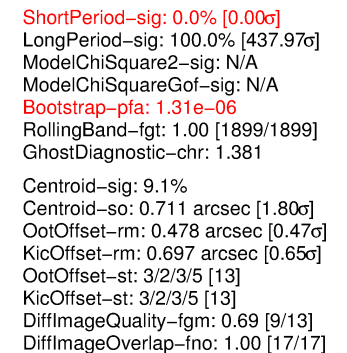 ShortPeriod−sig: 0.0% [0.00σ]
LongPeriod−sig: 100.0% [437.97σ]
ModelChiSquare2−sig: N/A
ModelChiSquareGof−sig: N/A
Bootstrap−pfa: 1.31e−06
RollingBand−fgt: 1.00 [1899/1899]
GhostDiagnostic−chr: 1.381
Centroid−sig: 9.1%
Centroid−so: 0.711 arcsec [1.80σ]
OotOffset−rm: 0.478 arcsec [0.47σ]
KicOffset−rm: 0.697 arcsec [0.65σ]
OotOffset−st: 3/2/3/5 [13]
KicOffset−st: 3/2/3/5 [13]
DiffImageQuality−fgm: 0.69 [9/13]
DiffImageOverlap−fno: 1.00 [17/17]